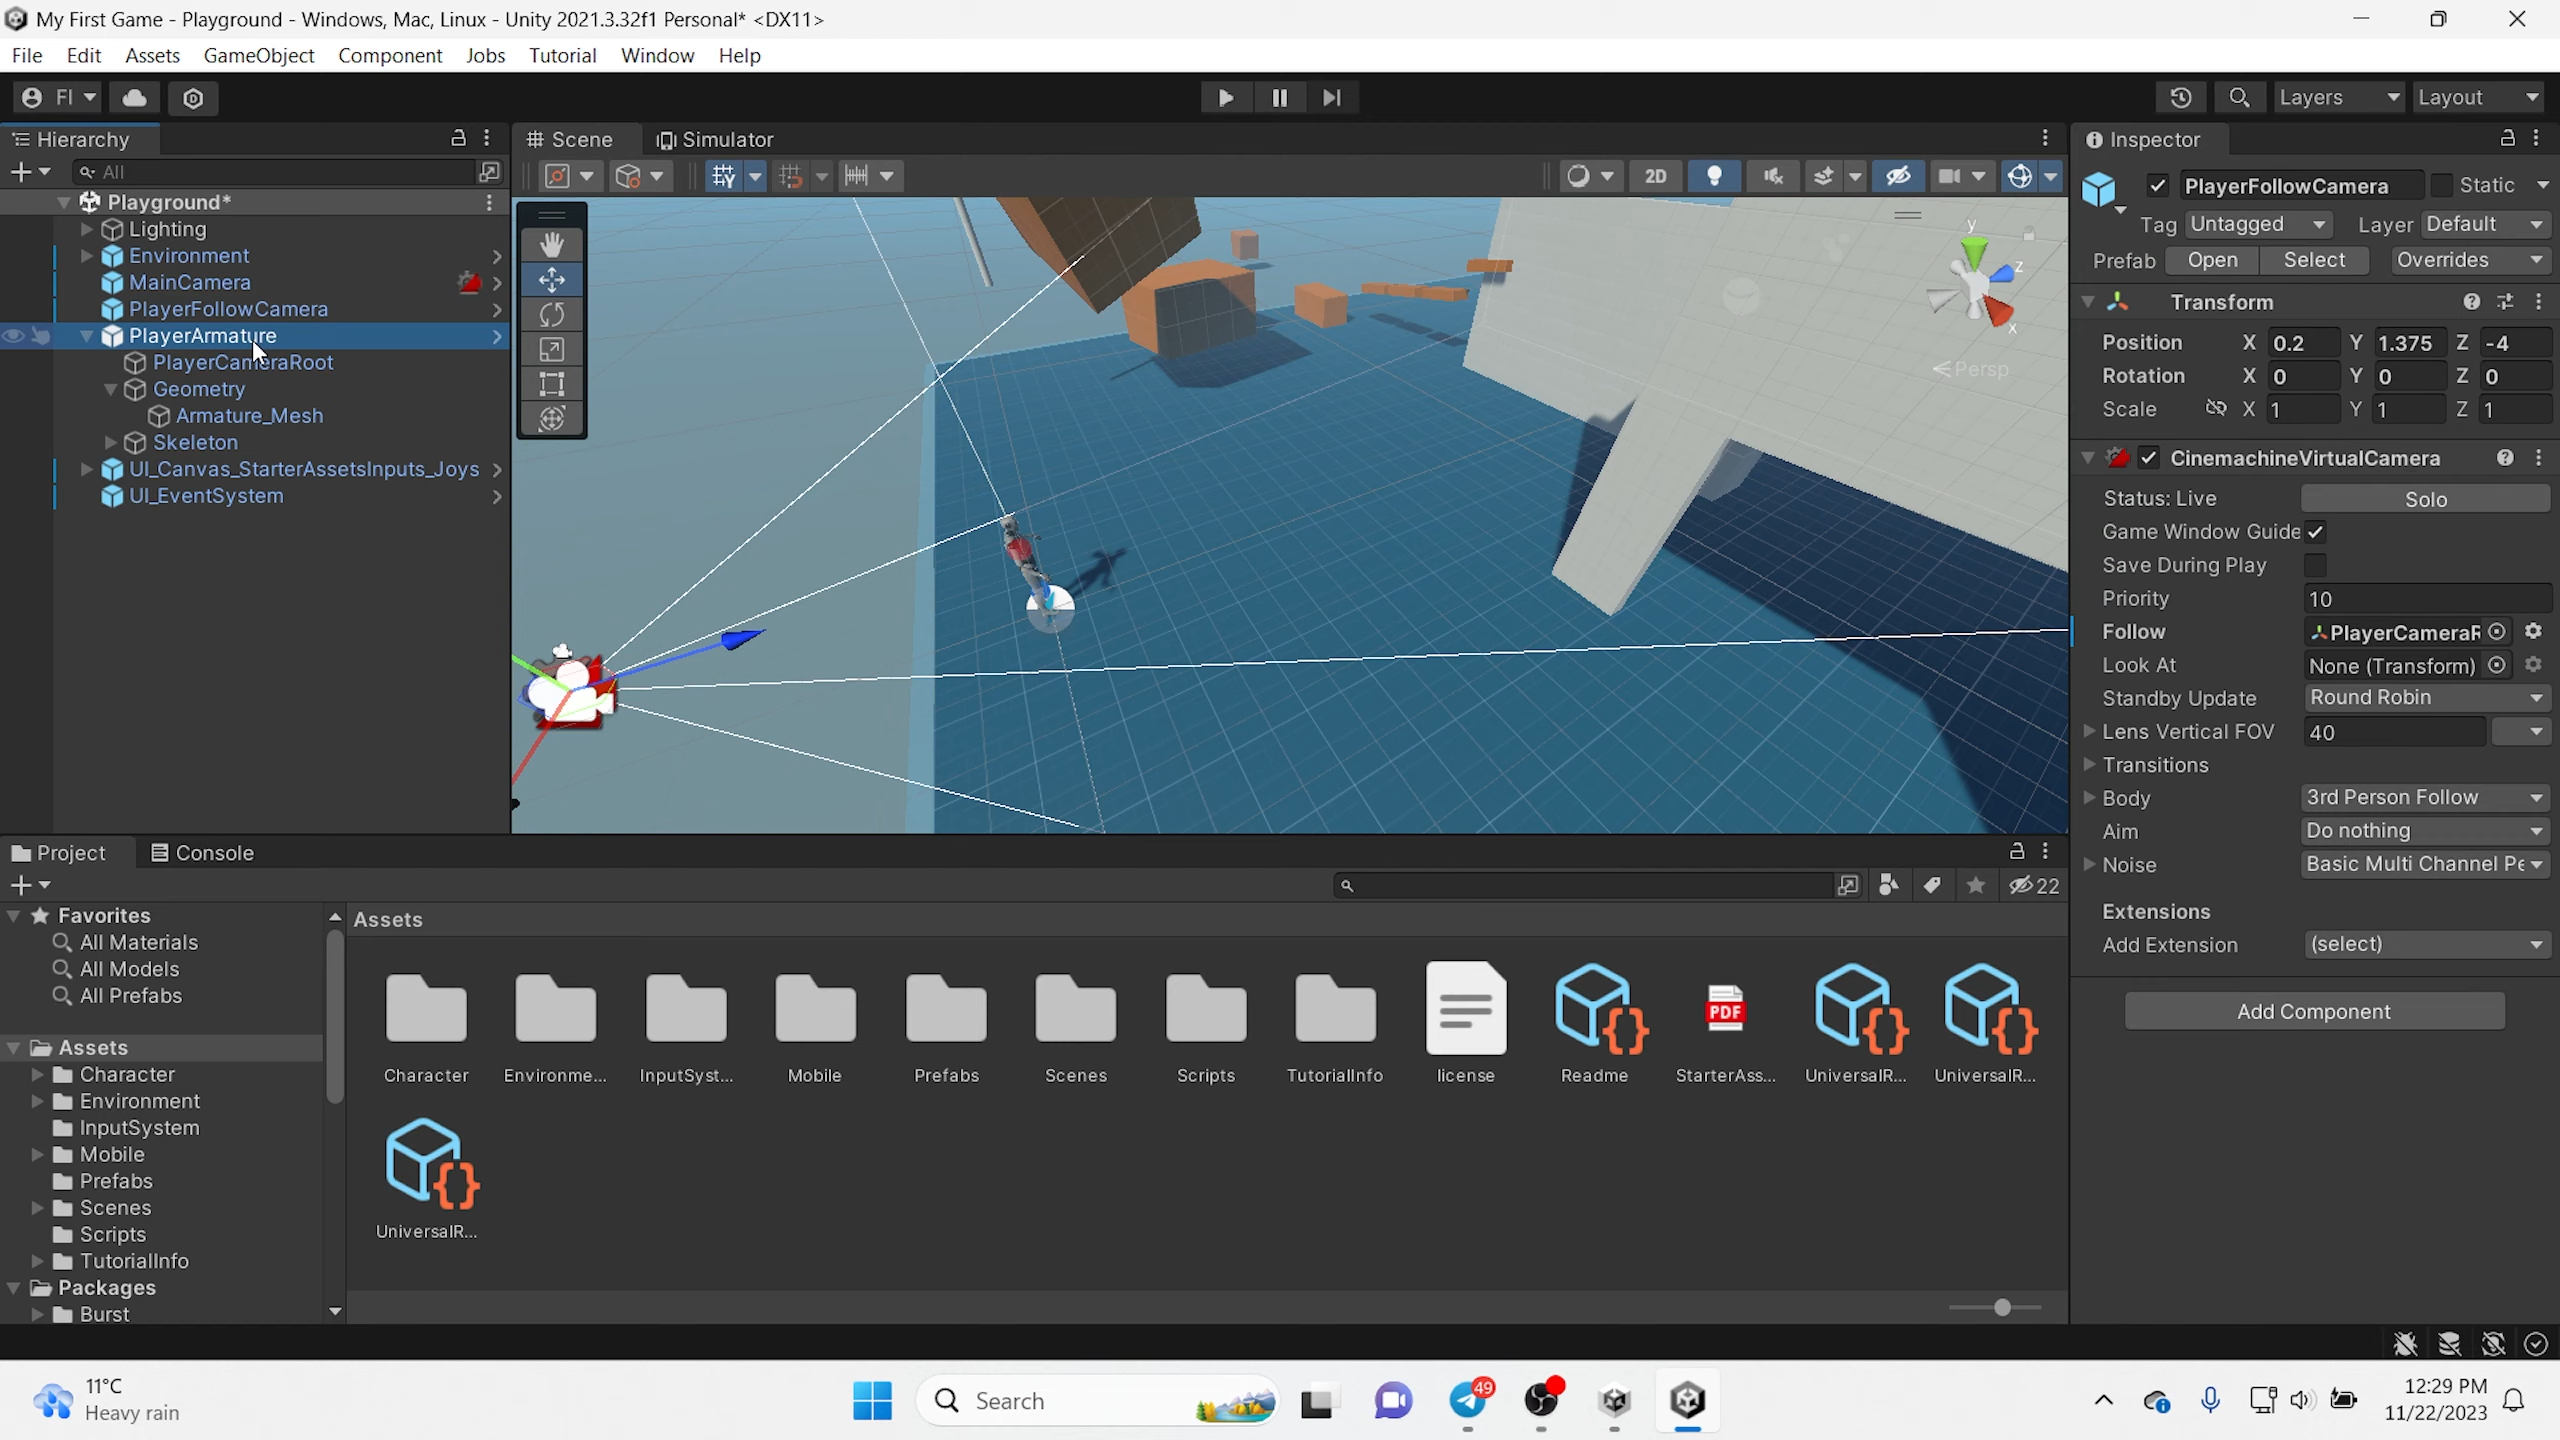 My First Game - Playground - Windows, Mac, Linux - Unity 2021.3.32f1 Personal* <DX11>
File Edit Assets GameObject Component Jobs Tutorial Window Help
FI
Layers
Layout
Hierarchy
All
Playground*
Lighting
Environment
MainCamera
PlayerFollowCamera
PlayerArmature
PlayerCameraRoot
Geometry
Armature_Mesh
Skeleton
UI_Canvas_StarterAssetsInputs_Joys
UI_EventSystem
Scene
Simulator
2D
y
z
x
Persp
Inspector
PlayerFollowCamera
Static
Tag Untagged
Layer Default
Prefab Open Select Overrides
Transform
Position X 0.2 Y 1.375 Z -4
Rotation X 0 Y 0 Z 0
Scale X 1 Y 1 Z 1
CinemachineVirtualCamera
Status: Live Solo
Game Window Guide
Save During Play
Priority 10
Follow PlayerCameraR
Look At None (Transform)
Standby Update Round Robin
Lens Vertical FOV 40
Transitions
Body 3rd Person Follow
Aim Do nothing
Noise Basic Multi Channel Pe
Extensions
Add Extension (select)
Add Component
Project
Console
22
Favorites
All Materials
All Models
All Prefabs
Assets
Character
Environment
InputSystem
Mobile
Prefabs
Scenes
Scripts
TutorialInfo
Packages
Burst
Assets
Character Environme... InputSyst... Mobile Prefabs Scenes Scripts TutorialInfo license Readme StarterAss... UniversalR... UniversalR...
PDF
UniversalR...
11°C
Heavy rain
Search
49
12:29 PM
11/22/2023